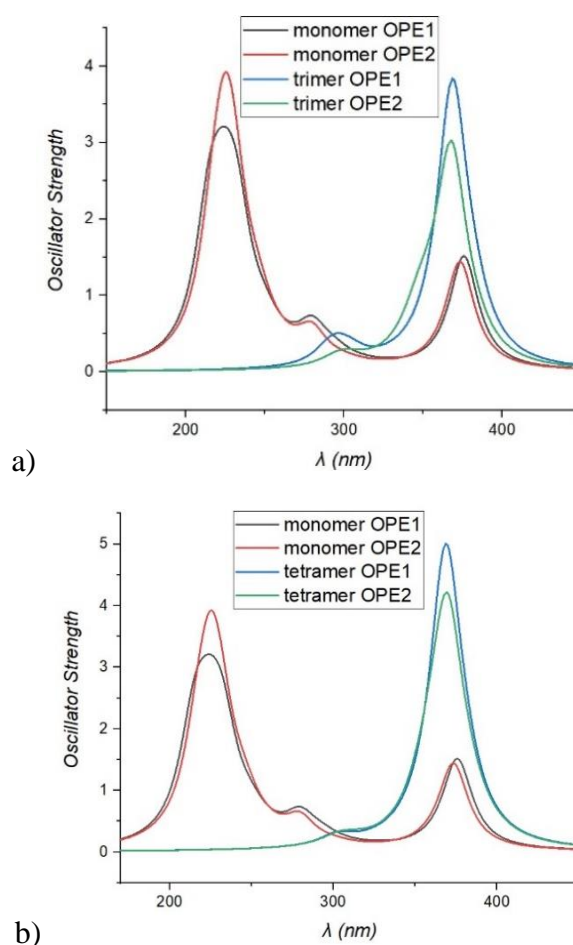 monomer OPE1
monomer OPE2
trimer OPE1
trimer OPE2
4
3
2
1
0
Oscillator Strength
200
300
400
λ (nm)
a)
monomer OPE1
monomer OPE2
tetramer OPE1
tetramer OPE2
5
4
3
2
1
0
Oscillator Strength
200
300
400
λ (nm)
b)